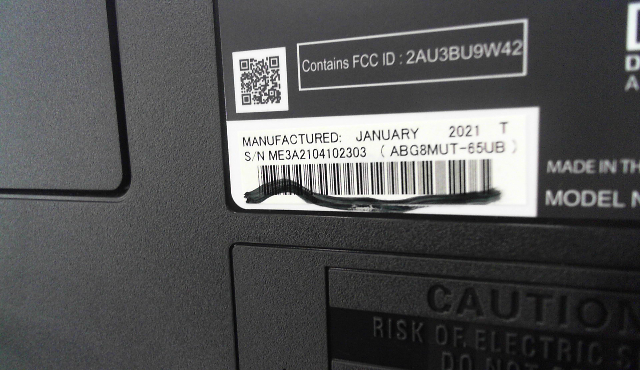 Contains FCC ID : 2AU3BU9W42
MANUFACTURED: JANUARY 2021 T
S/N ME3A2104102303 ( ABG8MUT-65UB )
MADE IN
MODEL
CAUTION
RISK OF ELECTRIC
DO NOT